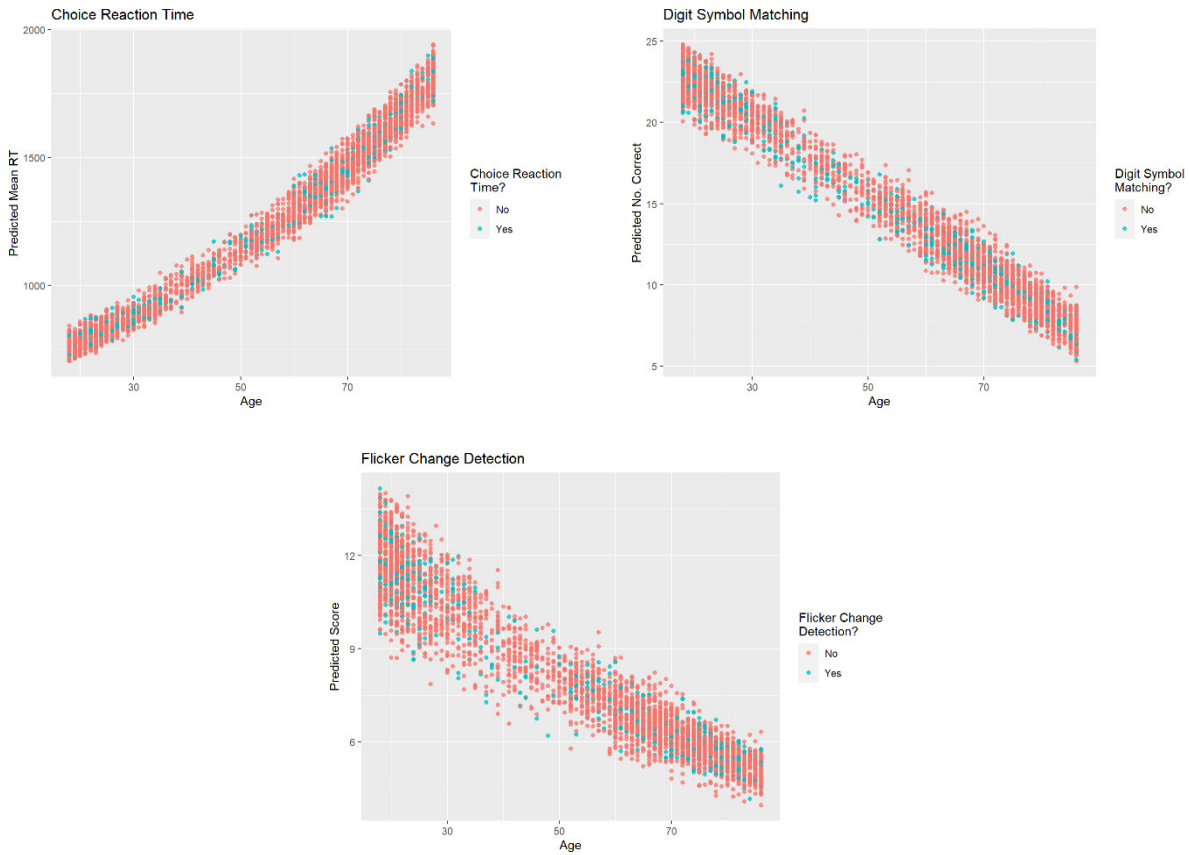 Choice Reaction Time
2000
1500
1000
Predicted Mean RT
30 50 70
Age
Choice Reaction
Time?
No
Yes
Digit Symbol Matching
25
20
15
10
5
Predicted No. Correct
30 50 70
Age
Digit Symbol
Matching?
No
Yes
Flicker Change Detection
12
9
6
Predicted Score
30 50 70
Age
Flicker Change
Detection?
No
Yes